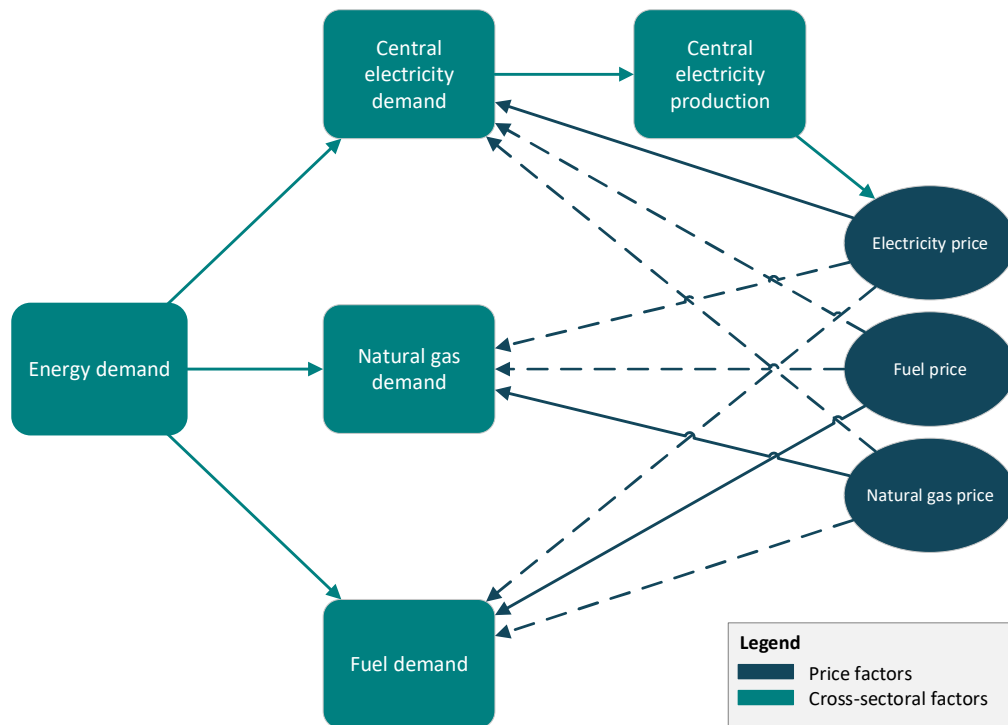 Central
electricity
demand
Central
electricity
production
Electricity price
Energy demand
Natural gas
demand
Fuel price
Natural gas price
Fuel demand
Legend
Price factors
Cross-sectoral factors